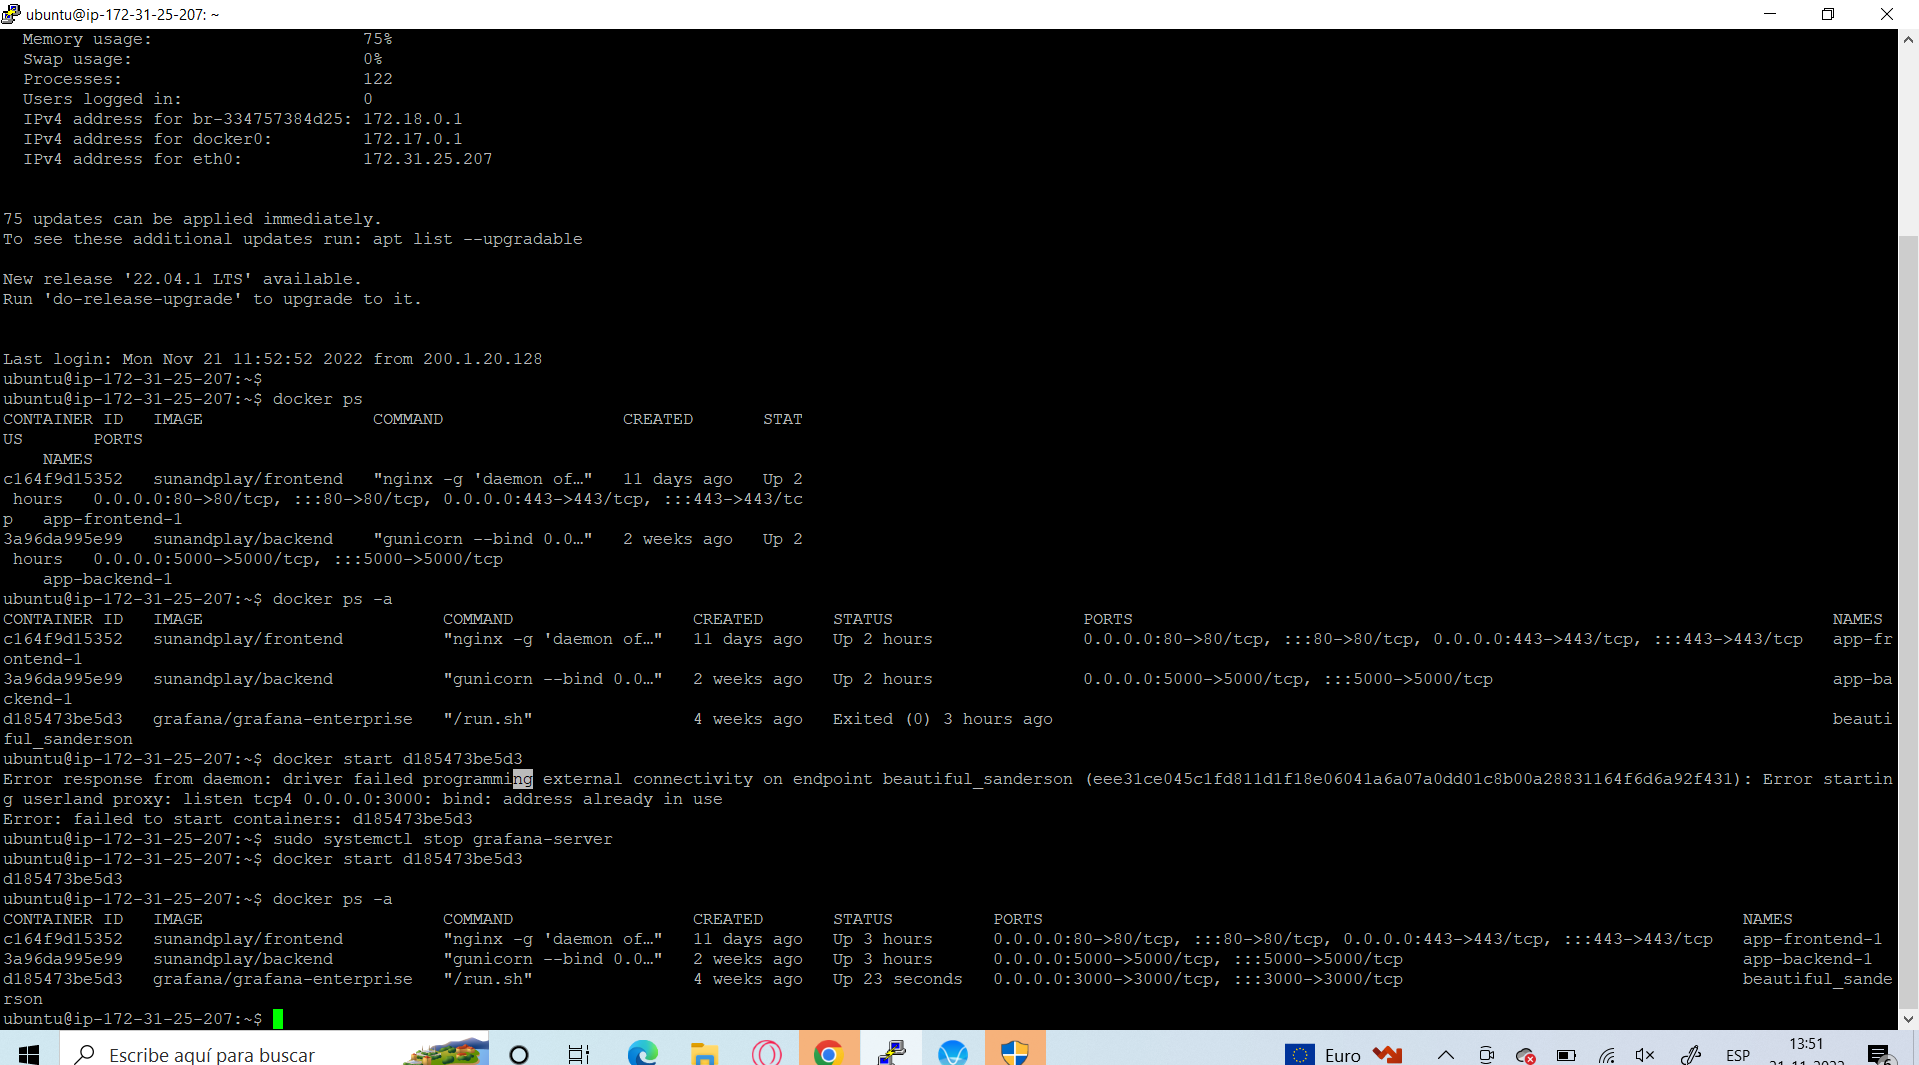 ubuntu@ip-172-31-25-207: ~
Memory usage: 75%
Swap usage: 0%
Processes: 122
Users logged in: 0
IPv4 address for br-334757384d25: 172.18.0.1
IPv4 address for docker0: 172.17.0.1
IPv4 address for eth0: 172.31.25.207
75 updates can be applied immediately.
To see these additional updates run: apt list --upgradable
New release '22.04.1 LTS' available.
Run 'do-release-upgrade' to upgrade to it.
Last login: Mon Nov 21 11:52:52 2022 from 200.1.20.128
ubuntu@ip-172-31-25-207:~$
ubuntu@ip-172-31-25-207:~$ docker ps
CONTAINER ID IMAGE COMMAND CREATED STAT
US PORTS
NAMES
c164f9d15352 sunandplay/frontend "nginx -g 'daemon of…" 11 days ago Up 2
hours 0.0.0.0:80->80/tcp, :::80->80/tcp, 0.0.0.0:443->443/tcp, :::443->443/tc
p app-frontend-1
3a96da995e99 sunandplay/backend "gunicorn --bind 0.0…" 2 weeks ago Up 2
hours 0.0.0.0:5000->5000/tcp, :::5000->5000/tcp
app-backend-1
ubuntu@ip-172-31-25-207:~$ docker ps -a
CONTAINER ID IMAGE COMMAND CREATED STATUS PORTS NAMES
c164f9d15352 sunandplay/frontend "nginx -g 'daemon of…" 11 days ago Up 2 hours 0.0.0.0:80->80/tcp, :::80->80/tcp, 0.0.0.0:443->443/tcp, :::443->443/tcp app-fr
ontend-1
3a96da995e99 sunandplay/backend "gunicorn --bind 0.0…" 2 weeks ago Up 2 hours 0.0.0.0:5000->5000/tcp, :::5000->5000/tcp app-ba
ckend-1
d185473be5d3 grafana/grafana-enterprise "/run.sh" 4 weeks ago Exited (0) 3 hours ago beauti
ful_sanderson
ubuntu@ip-172-31-25-207:~$ docker start d185473be5d3
Error response from daemon: driver failed programming external connectivity on endpoint beautiful_sanderson (eee31ce045c1fd811d1f18e06041a6a07a0dd01c8b00a28831164f6d6a92f431): Error startin
g userland proxy: listen tcp4 0.0.0.0:3000: bind: address already in use
Error: failed to start containers: d185473be5d3
ubuntu@ip-172-31-25-207:~$ sudo systemctl stop grafana-server
ubuntu@ip-172-31-25-207:~$ docker start d185473be5d3
d185473be5d3
ubuntu@ip-172-31-25-207:~$ docker ps -a
CONTAINER ID IMAGE COMMAND CREATED STATUS PORTS NAMES
c164f9d15352 sunandplay/frontend "nginx -g 'daemon of…" 11 days ago Up 3 hours 0.0.0.0:80->80/tcp, :::80->80/tcp, 0.0.0.0:443->443/tcp, :::443->443/tcp app-frontend-1
3a96da995e99 sunandplay/backend "gunicorn --bind 0.0…" 2 weeks ago Up 3 hours 0.0.0.0:5000->5000/tcp, :::5000->5000/tcp app-backend-1
d185473be5d3 grafana/grafana-enterprise "/run.sh" 4 weeks ago Up 23 seconds 0.0.0.0:3000->3000/tcp, :::3000->3000/tcp beautiful_sande
rson
ubuntu@ip-172-31-25-207:~$
Escribe aquí para buscar
Euro
ESP
13:51